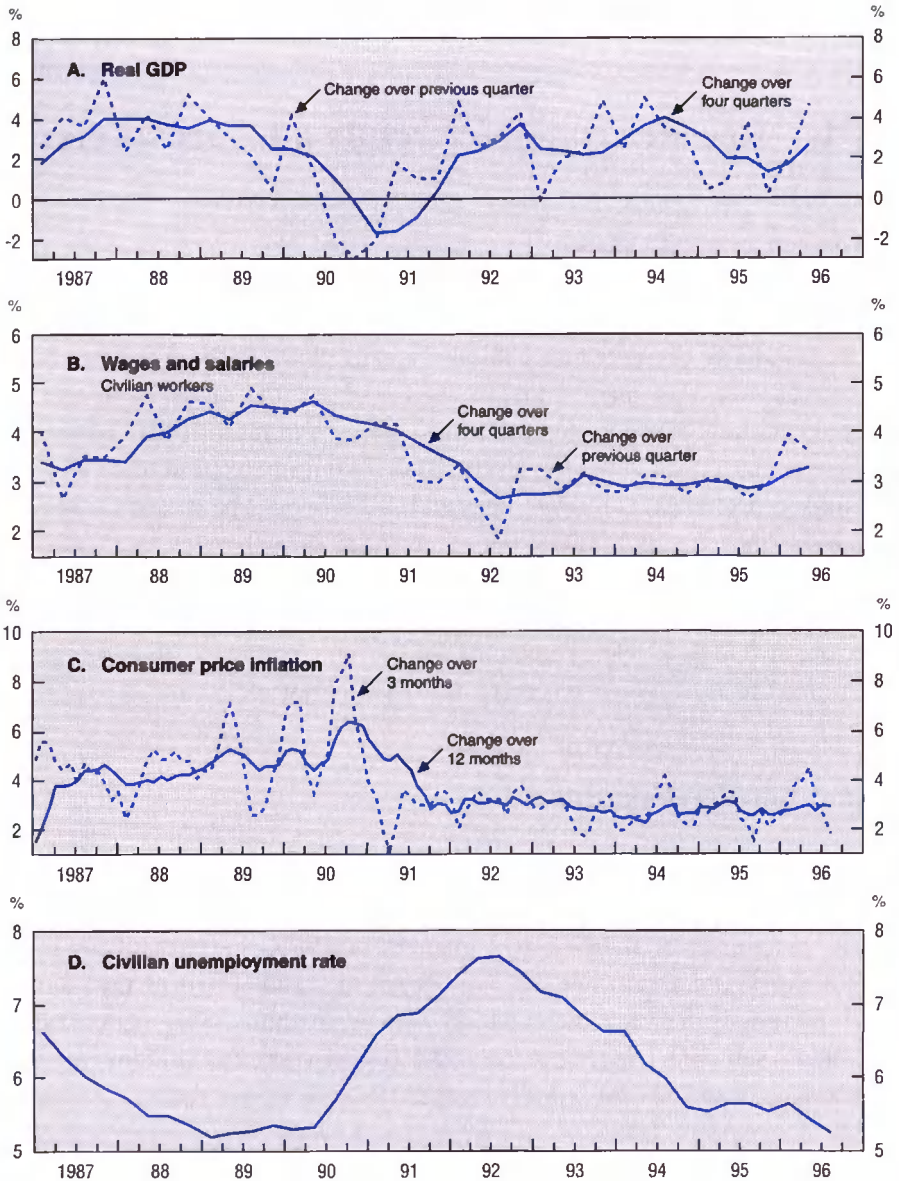 % %
8 8
A. Real GDP
Change over previous quarter
Change over
four quarters
6 6
4 4
2 2
0 0
-2 -2
1987 88 89 90 91 92 93 94 95 96
% %
6 6
B. Wages and salaries
Civilian workers
5 5
Change over
four quarters
Change over
previous quarter
4 4
3 3
2 2
1987 88 89 90 91 92 93 94 95 96
% %
10 10
C. Consumer price inflation
Change over
3 months
8 8
6 6
Change over
12 months
4 4
2 2
1987 88 89 90 91 92 93 94 95 96
% %
8 8
D. Civilian unemployment rate
7 7
6 6
5 5
1987 88 89 90 91 92 93 94 95 96